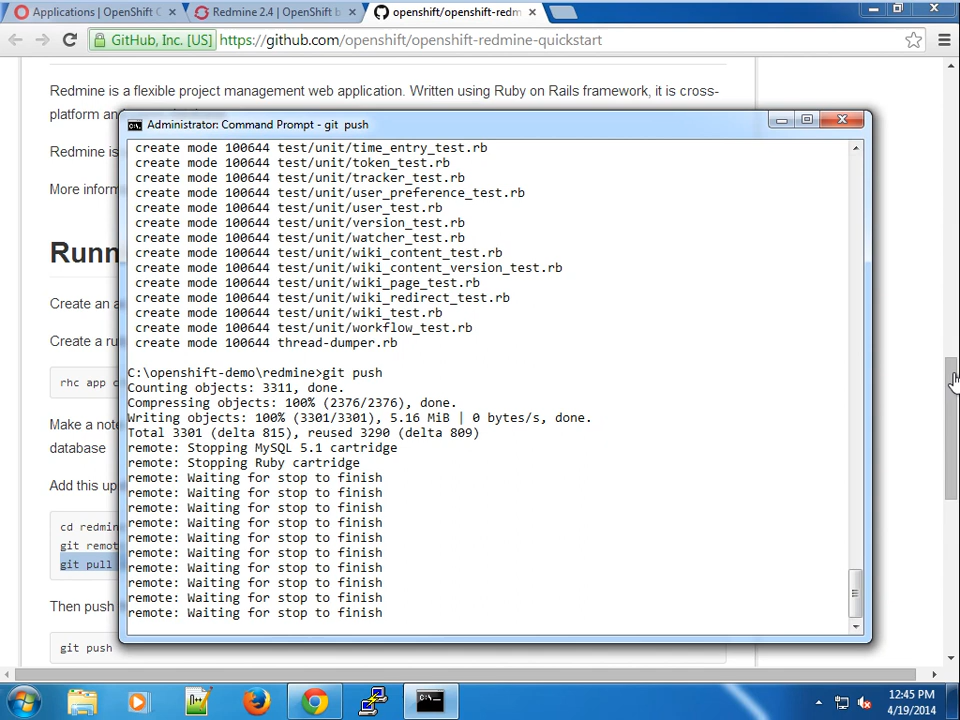 Applications | OpenShift
Redmine 2.4 | OpenShift b
openshift/openshift-redm
GitHub, Inc. [US] https://github.com/openshift/openshift-redmine-quickstart
Redmine is a flexible project management web application. Written using Ruby on Rails framework, it is cross-
platform an
Redmine is
More inform
Runn
Create an a
Create a ru
rhc app c
Make a note
database
Add this up
cd redmin
git remot
git pull
Then push
git push
Administrator: Command Prompt - git  push
create mode 100644 test/unit/time_entry_test.rb
create mode 100644 test/unit/token_test.rb
create mode 100644 test/unit/tracker_test.rb
create mode 100644 test/unit/user_preference_test.rb
create mode 100644 test/unit/user_test.rb
create mode 100644 test/unit/version_test.rb
create mode 100644 test/unit/watcher_test.rb
create mode 100644 test/unit/wiki_content_test.rb
create mode 100644 test/unit/wiki_content_version_test.rb
create mode 100644 test/unit/wiki_page_test.rb
create mode 100644 test/unit/wiki_redirect_test.rb
create mode 100644 test/unit/wiki_test.rb
create mode 100644 test/unit/workflow_test.rb
create mode 100644 thread-dumper.rb
C:\openshift-demo\redmine>git push
Counting objects: 3311, done.
Compressing objects: 100% (2376/2376), done.
Writing objects: 100% (3301/3301), 5.16 MiB | 0 bytes/s, done.
Total 3301 (delta 815), reused 3290 (delta 809)
remote: Stopping MySQL 5.1 cartridge
remote: Stopping Ruby cartridge
remote: Waiting for stop to finish
remote: Waiting for stop to finish
remote: Waiting for stop to finish
remote: Waiting for stop to finish
remote: Waiting for stop to finish
remote: Waiting for stop to finish
remote: Waiting for stop to finish
remote: Waiting for stop to finish
remote: Waiting for stop to finish
remote: Waiting for stop to finish
12:45 PM
4/19/2014